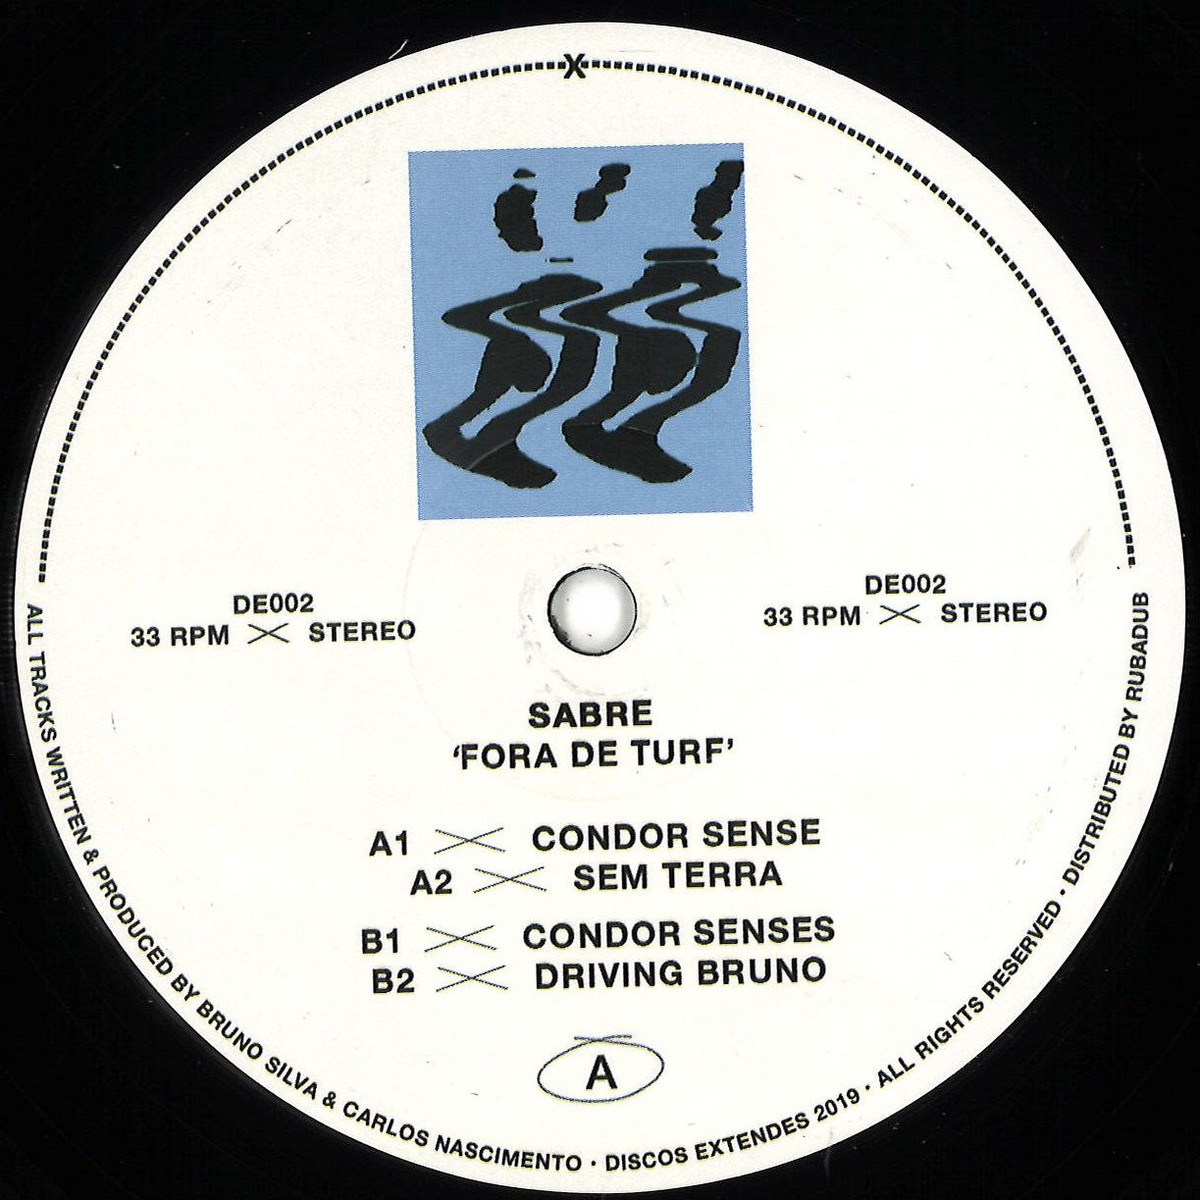 X
DE002
33 RPM X STEREO
DE002
33 RPM X STEREO
SABRE
‘FORA DE TURF’
A1 X CONDOR SENSE
A2 X SEM TERRA
B1 X CONDOR SENSES
B2 X DRIVING BRUNO
A
ALL TRACKS WRITTEN & PRODUCED BY BRUNO SILVA & CARLOS NASCIMENTO · DISCOS EXTENDES 2019 · ALL RIGHTS RESERVED · DISTRIBUTED BY RUBADUB